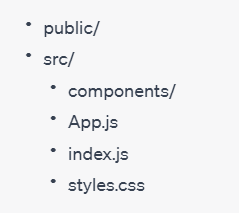 • public/
• src/
• components/
• App.js
• index.js
• styles.css